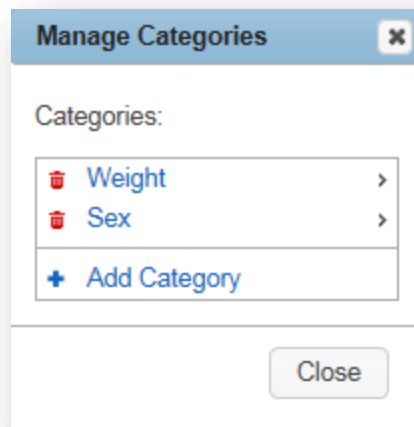 Manage Categories
Categories:
Weight
Sex
Add Category
Close